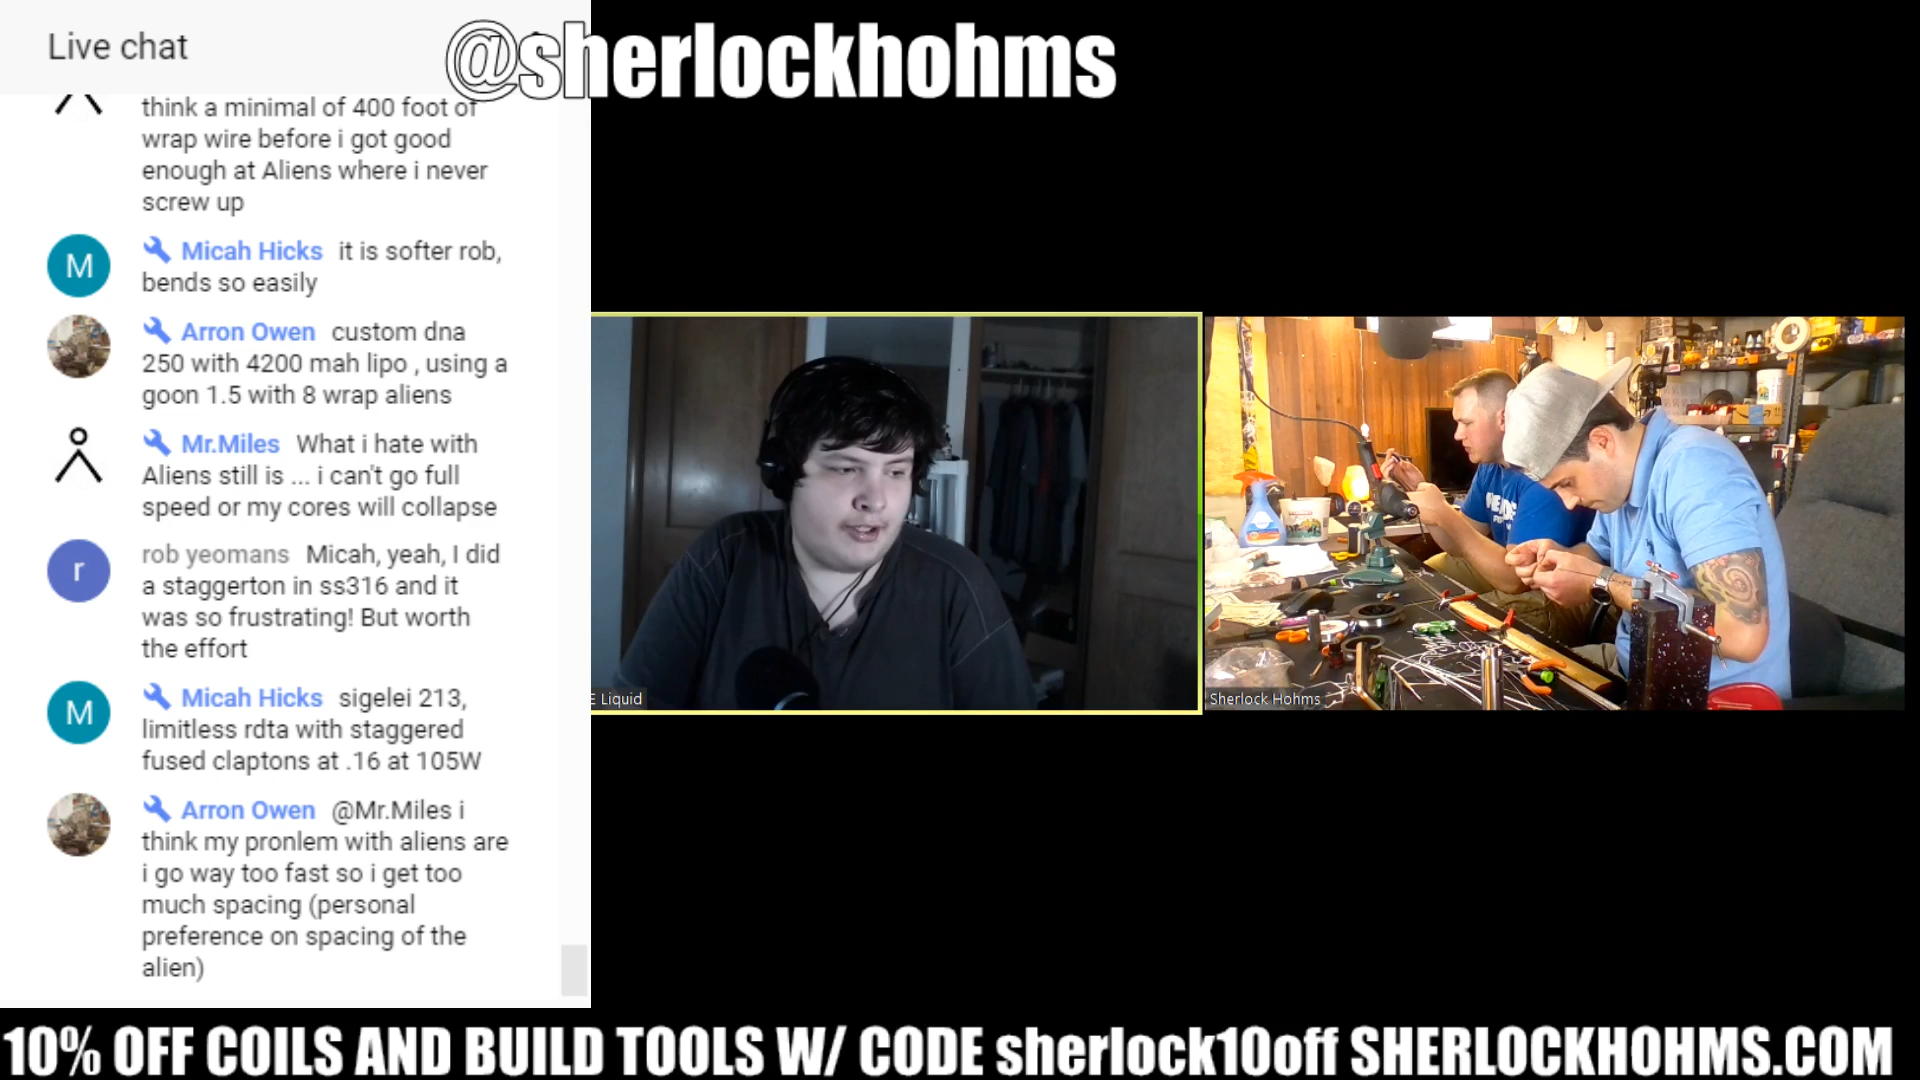 Live chat
@sherlockhohms
think a minimal of 400 foot of
wrap wire before i got good
enough at Aliens where i never
screw up
M
Micah Hicks it is softer rob,
bends so easily
Arron Owen custom dna
250 with 4200 mah lipo , using a
goon 1.5 with 8 wrap aliens
Mr.Miles What i hate with
Aliens still is ... i can't go full
speed or my cores will collapse
r
rob yeomans Micah, yeah, I did
a staggerton in ss316 and it
was so frustrating! But worth
the effort
M
Micah Hicks sigelei 213,
limitless rdta with staggered
fused claptons at .16 at 105W
Arron Owen @Mr.Miles i
think my pronlem with aliens are
i go way too fast so i get too
much spacing (personal
preference on spacing of the
alien)
E Liquid
Sherlock Hohms
10% OFF COILS AND BUILD TOOLS W/ CODE sherlock10off SHERLOCKHOHMS.COM